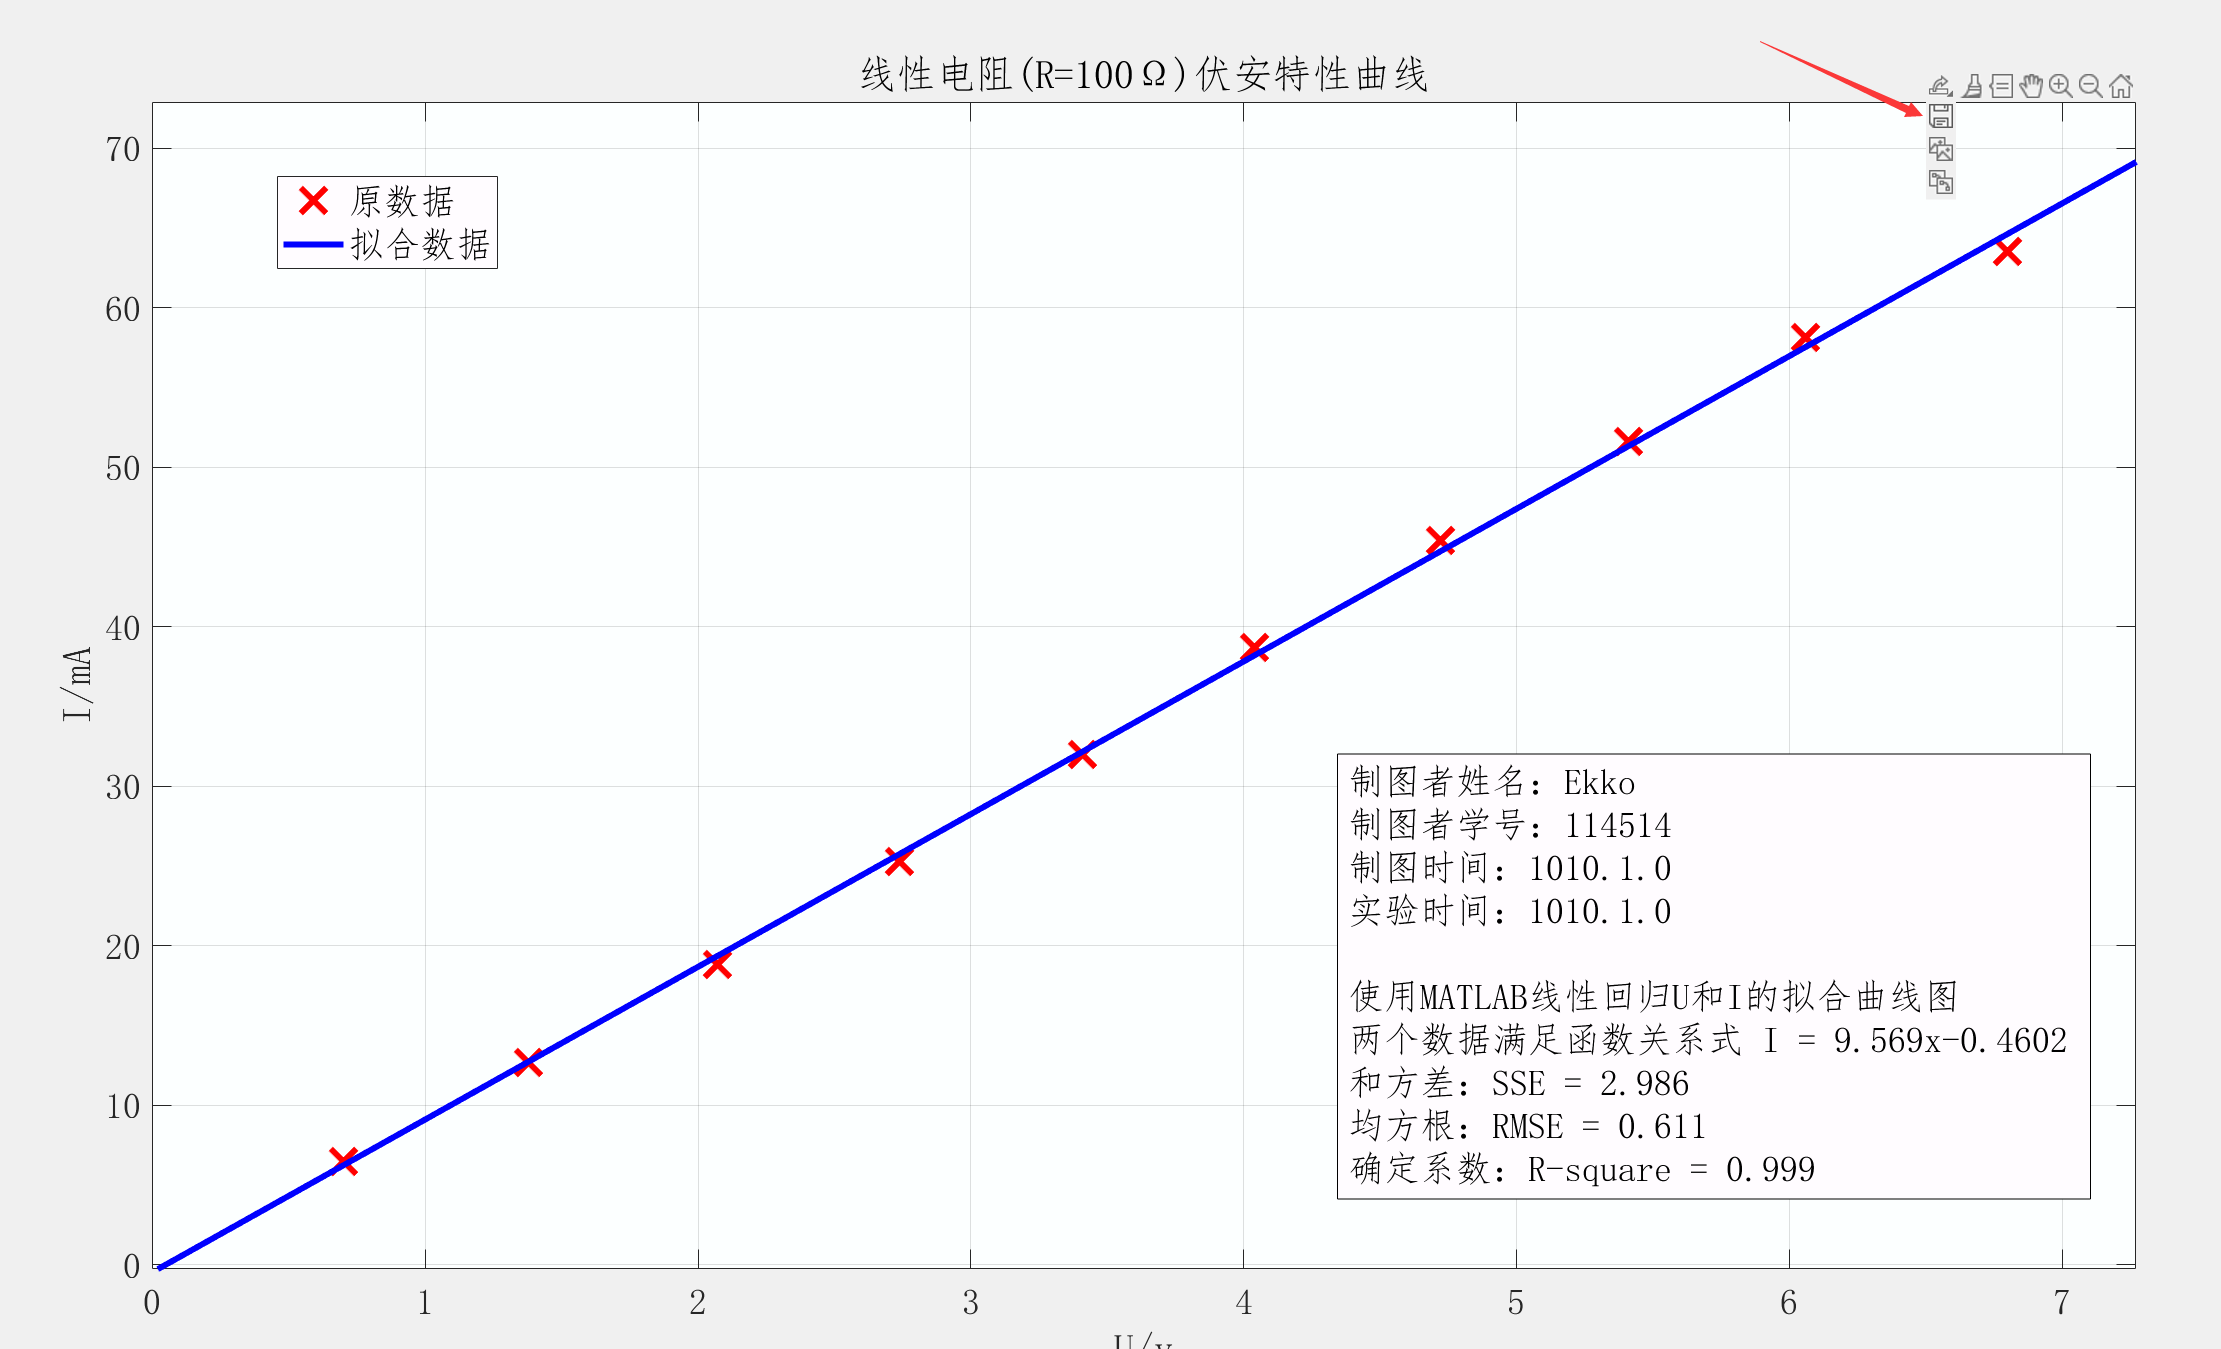 线性电阻(R=100Ω)伏安特性曲线
70
60
50
40
30
20
10
0
I/mA
原数据
拟合数据
制图者姓名：Ekko
制图者学号：114514
制图时间：1010.1.0
实验时间：1010.1.0
使用MATLAB线性回归U和I的拟合曲线图
两个数据满足函数关系式 I = 9.569x-0.4602
和方差：SSE = 2.986
均方根：RMSE = 0.611
确定系数：R-square = 0.999
0 1 2 3 4 5 6 7
U/v